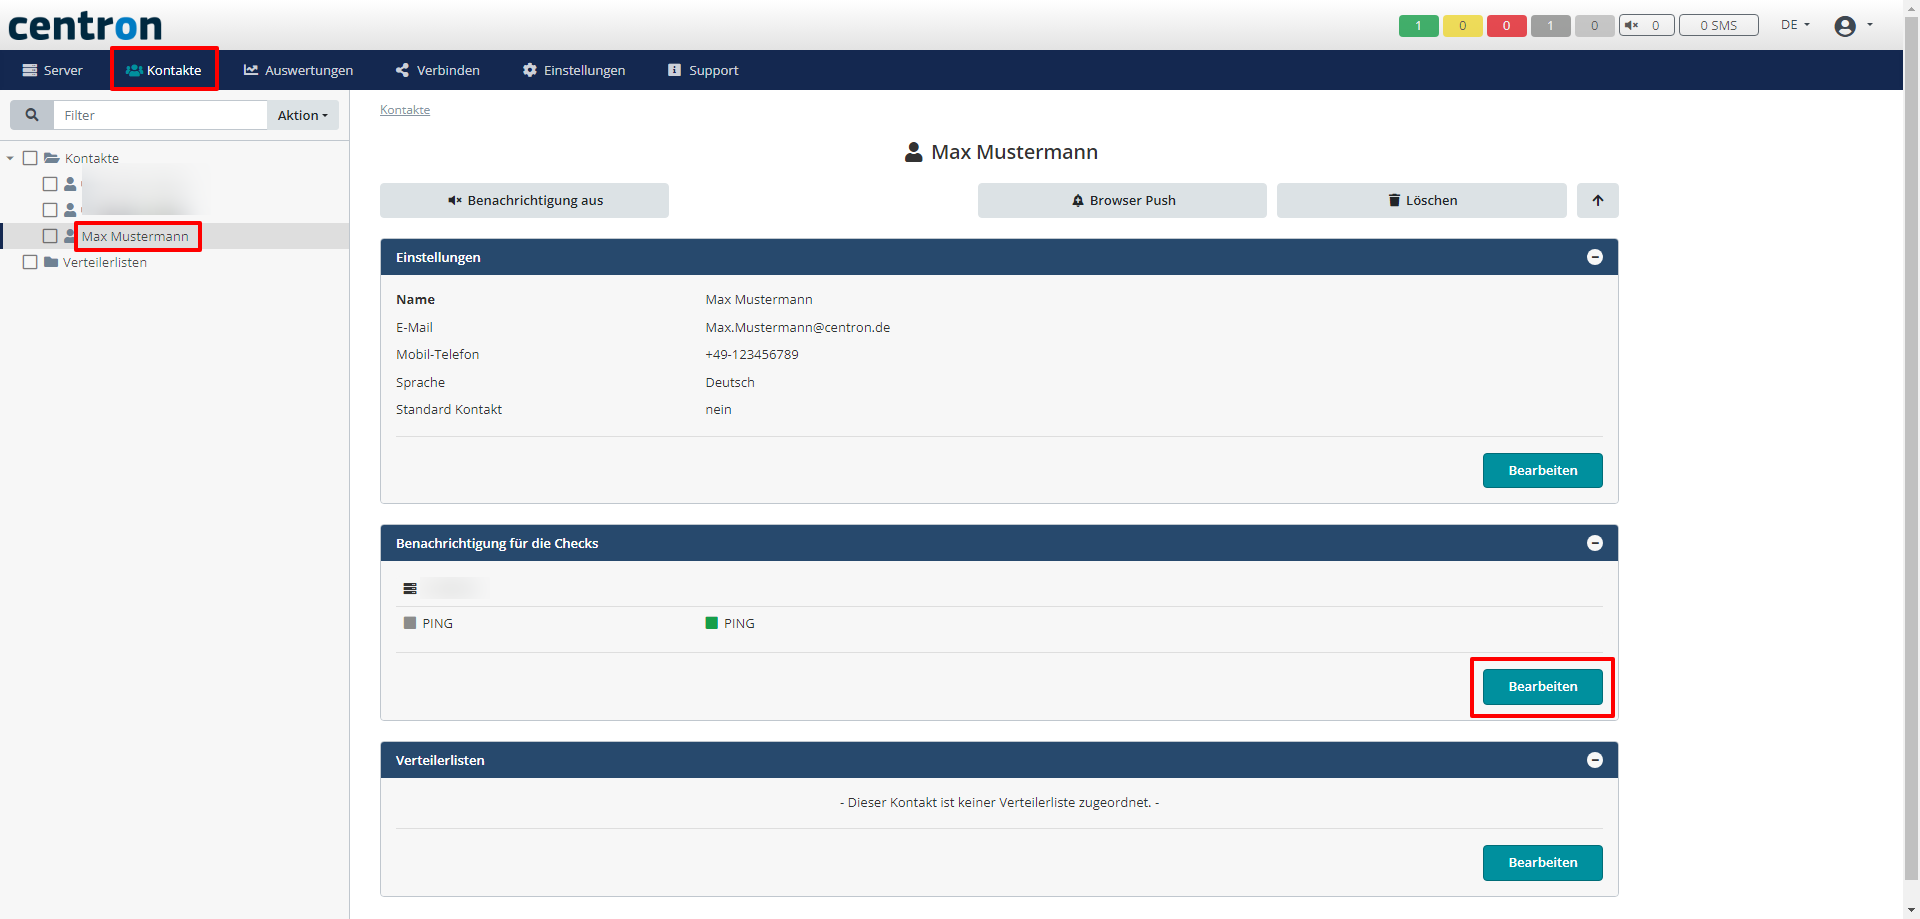 centron
1 0 0 1 0 0 0 SMS DE
Server Kontakte Auswertungen Verbinden Einstellungen Support
Filter Aktion
Kontakte
Max Mustermann
Verteilerlisten
Kontakte
Max Mustermann
Benachrichtigung aus Browser Push Löschen
Einstellungen
Name Max Mustermann
E-Mail Max.Mustermann@centron.de
Mobil-Telefon +49-123456789
Sprache Deutsch
Standard Kontakt nein
Bearbeiten
Benachrichtigung für die Checks
PING PING
Bearbeiten
Verteilerlisten
- Dieser Kontakt ist keiner Verteilerliste zugeordnet. -
Bearbeiten